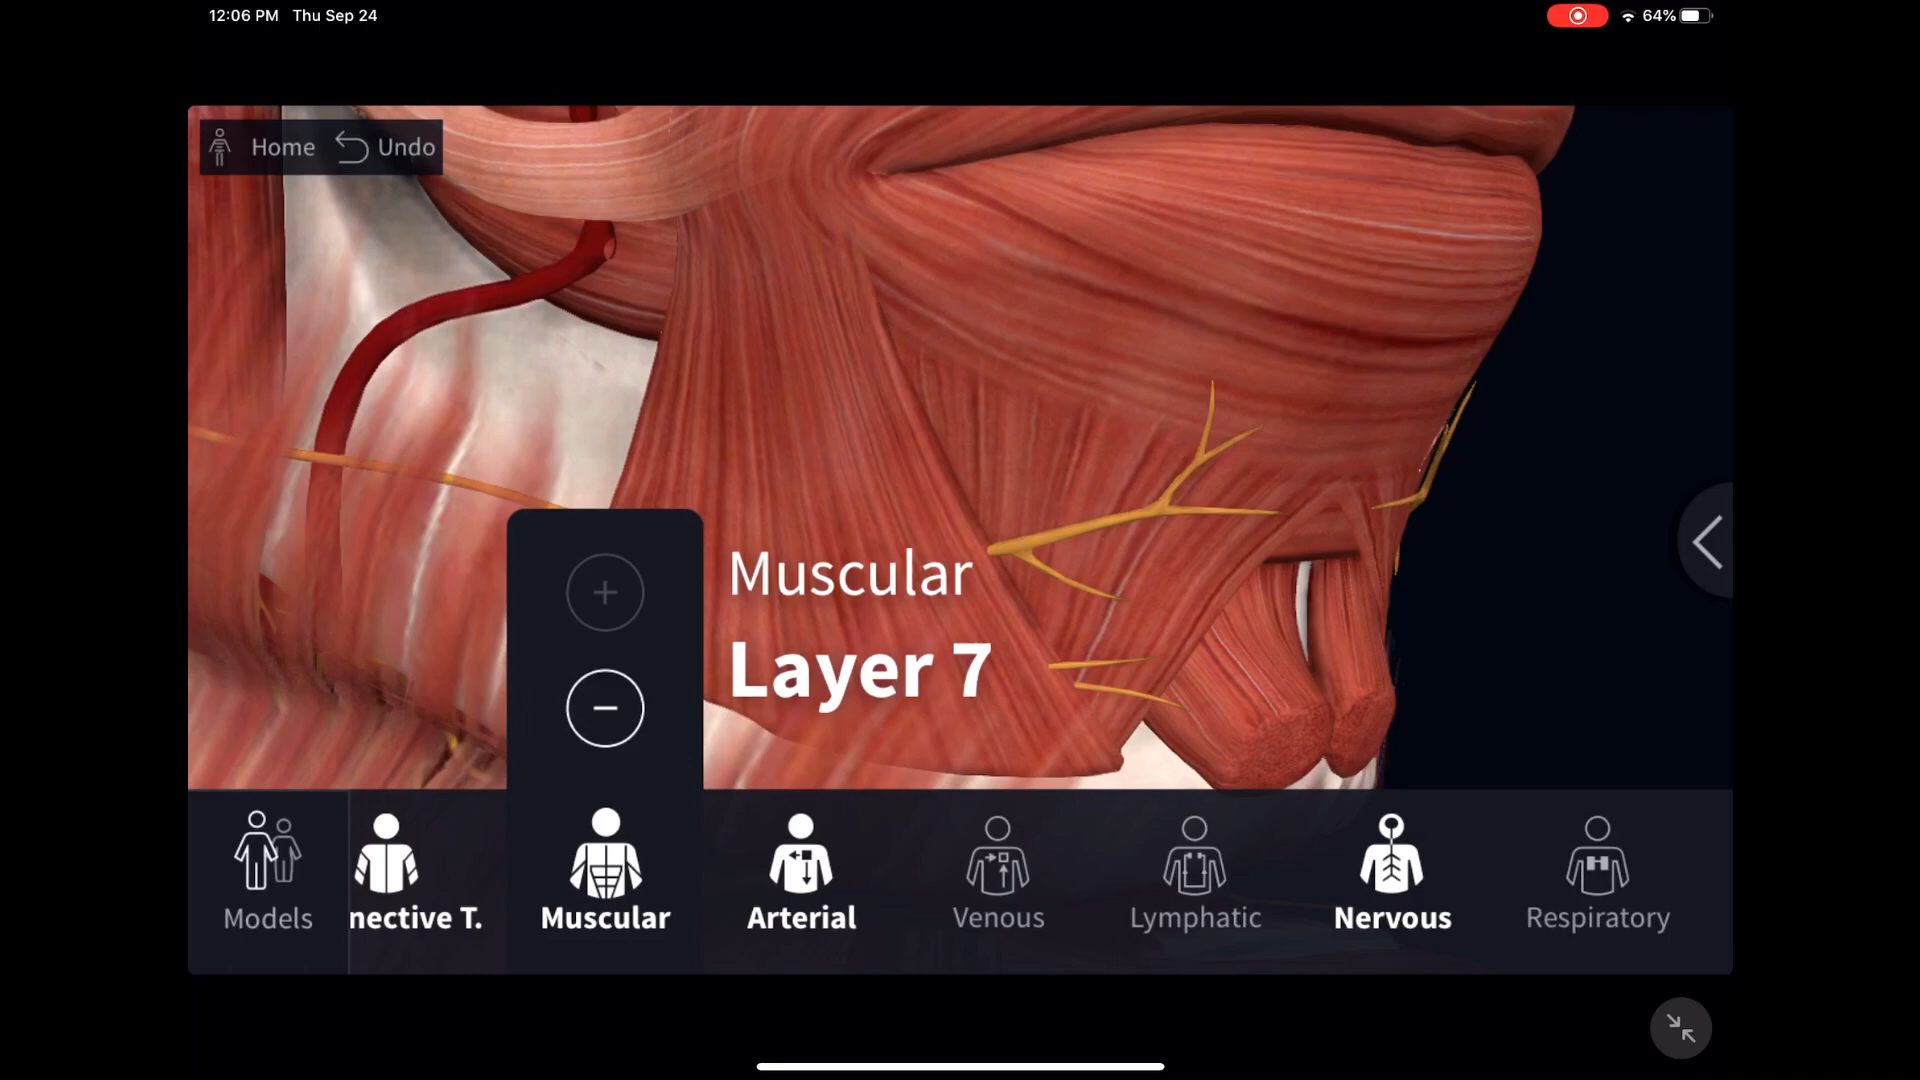 12:06 PM Thu Sep 24
64%
Home Undo
Muscular
Layer 7
Models
nective T.
Muscular
Arterial
Venous
Lymphatic
Nervous
Respiratory